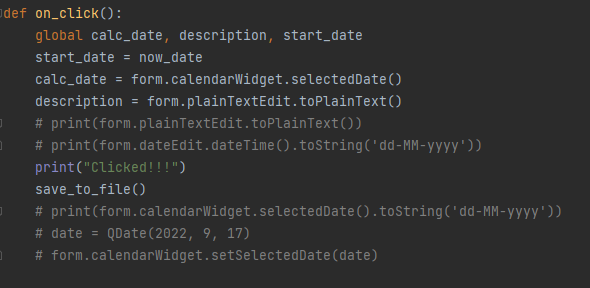 def on_click():
    global calc_date, description, start_date
    start_date = now_date
    calc_date = form.calendarWidget.selectedDate()
    description = form.plainTextEdit.toPlainText()
    # print(form.plainTextEdit.toPlainText())
    # print(form.dateEdit.dateTime().toString('dd-MM-yyyy'))
    print("Clicked!!!")
    save_to_file()
    # print(form.calendarWidget.selectedDate().toString('dd-MM-yyyy'))
    # date = QDate(2022, 9, 17)
    # form.calendarWidget.setSelectedDate(date)